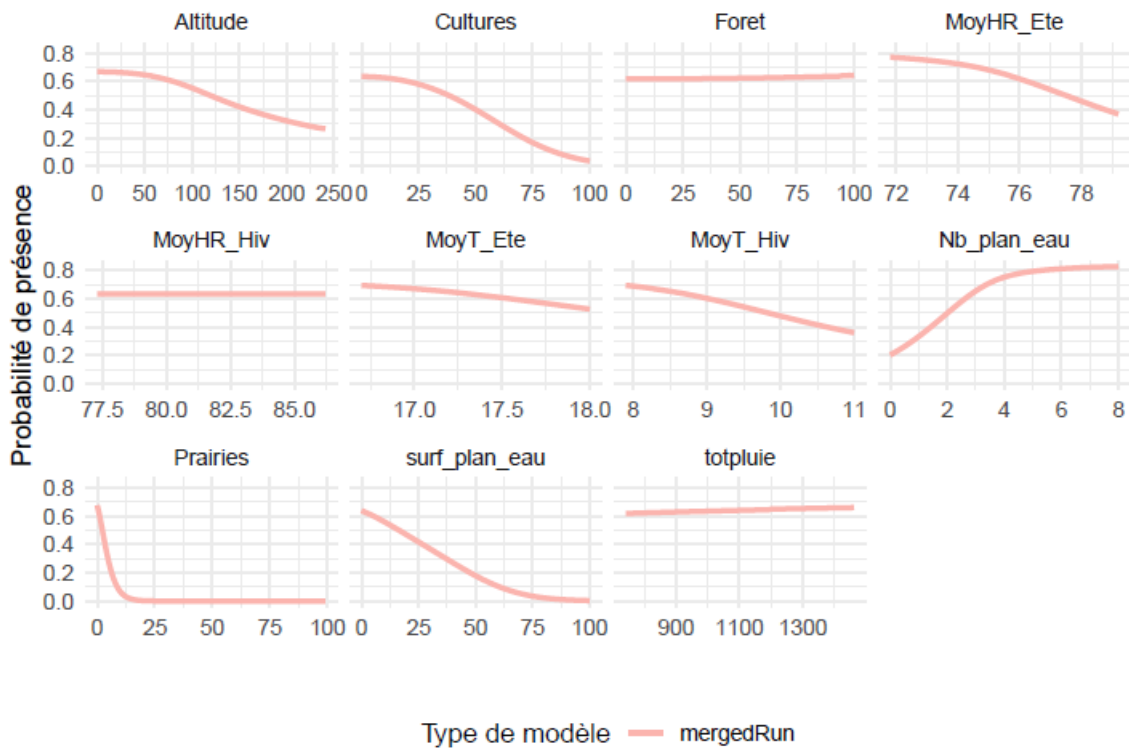 Altitude Cultures Foret MoyHR_Ete
0.8
0.6
0.4
0.2
0.0
0 50 100 150 200 250 0 25 50 75 100 0 25 50 75 100 72 74 76 78
MoyHR_Hiv MoyT_Ete MoyT_Hiv Nb_plan_eau
0.8
0.6
0.4
0.2
0.0
77.5 80.0 82.5 85.0 17.0 17.5 18.0 8 9 10 11 0 2 4 6 8
Prairies surf_plan_eau totpluie
0.8
0.6
0.4
0.2
0.0
0 25 50 75 100 0 25 50 75 100 900 1100 1300
Probabilité de présence
Type de modèle mergedRun